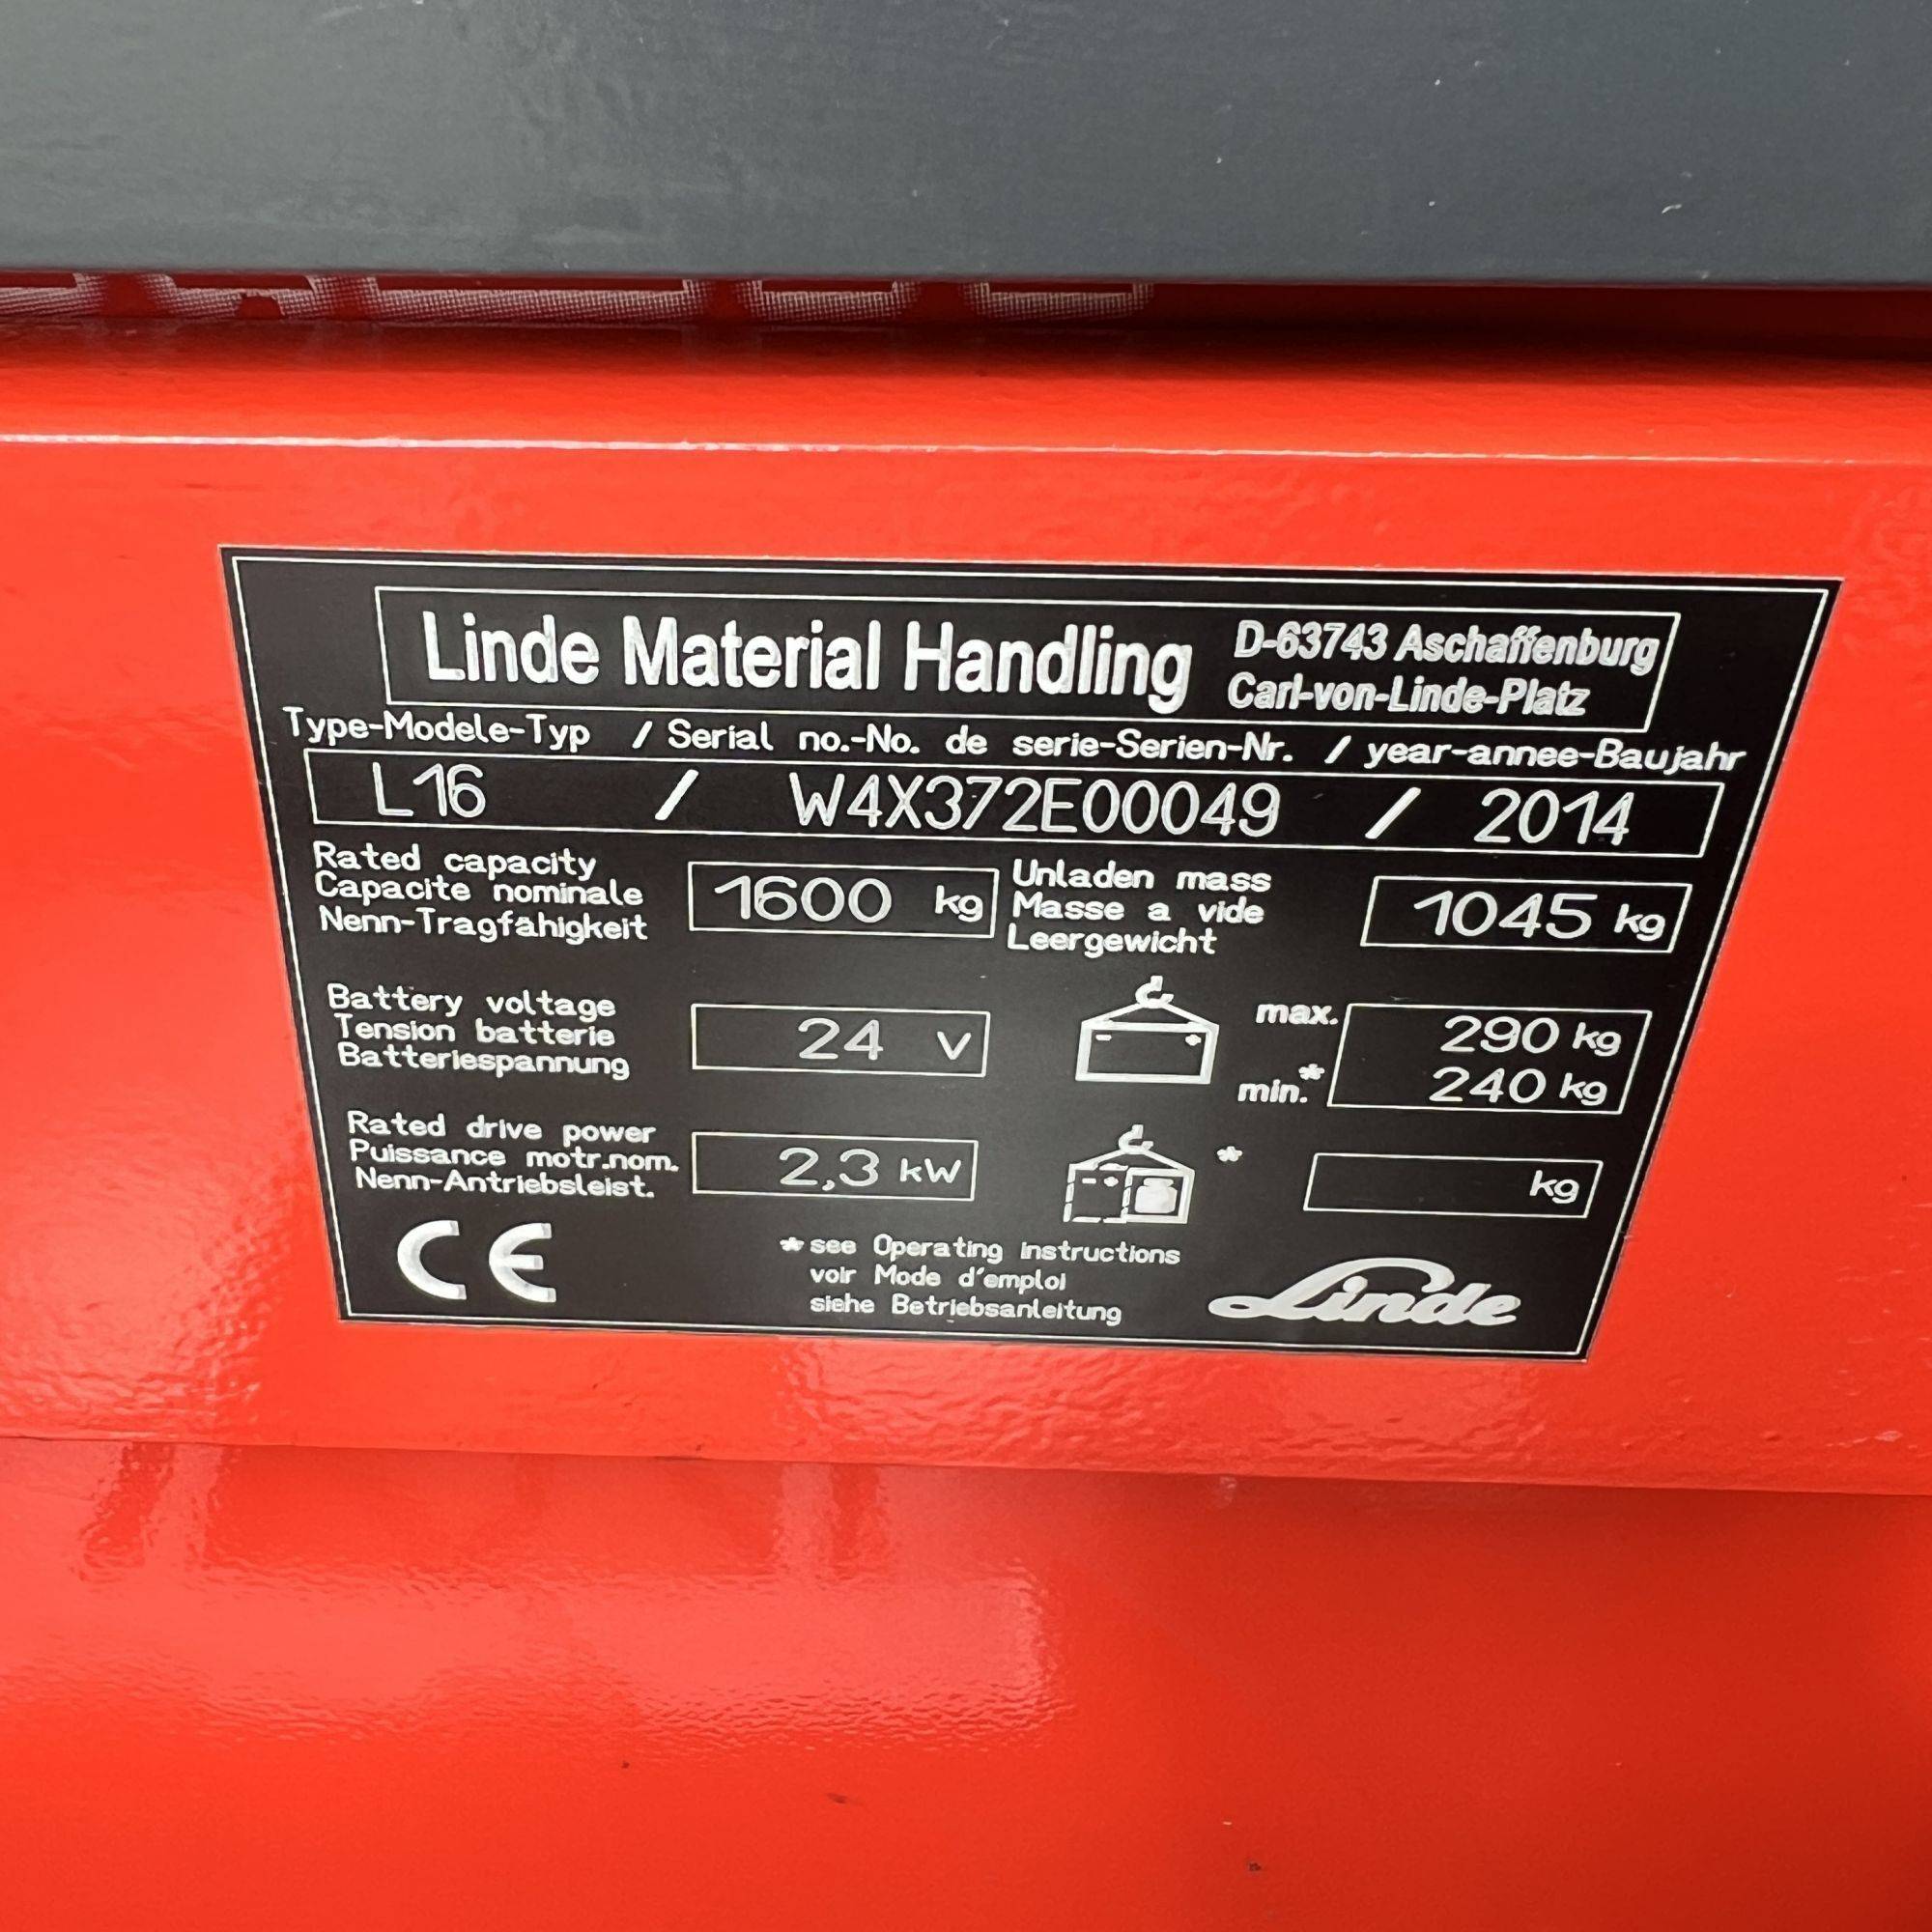 Linde Material Handling D-63743 Aschaffenburg
Carl-von-Linde-Platz
Type-Modele-Typ / Serial no.-No. de serie-Serien-Nr. / year-annee-Baujahr
L16 / W4X372E00049 / 2014
Rated capacity
Capacite nominale
Nenn-Tragfähigkeit
1600 kg
Unladen mass
Masse a vide
Leergewicht
1045 kg
Battery voltage
Tension batterie
Batteriespannung
24 V
max. 290 kg
min.* 240 kg
Rated drive power
Puissance motr.nom.
Nenn-Antriebsleist.
2,3 kW
* kg
CE
* see Operating instructions
voir Mode d'emploi
siehe Betriebsanleitung
Linde